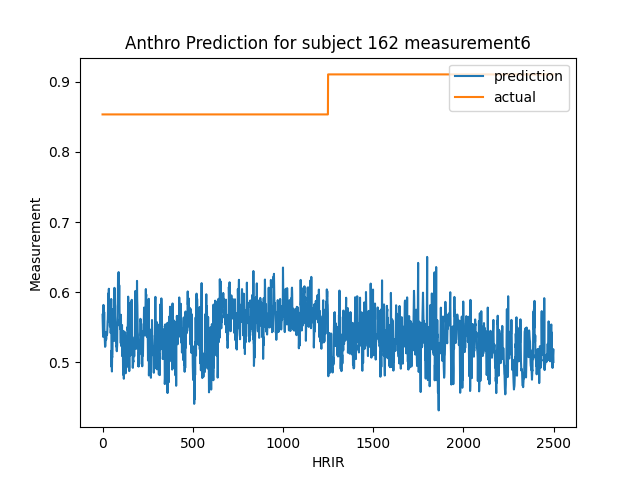 Anthro Prediction for subject 162 measurement6
prediction
actual
0.9
0.8
0.7
0.6
0.5
Measurement
0
500
1000
1500
2000
2500
HRIR